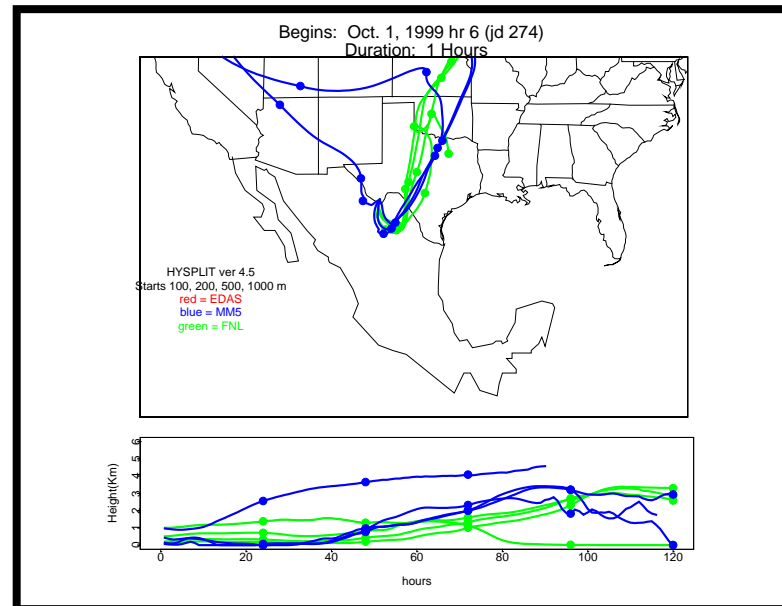 Begins: Oct. 1, 1999 hr 6 (jd 274)
Duration: 1 Hours
HYSPLIT ver 4.5
Starts 100, 200, 500, 1000 m
red = EDAS
blue = MM5
green = FNL
Height(Km)
6
5
4
3
2
1
0
0 20 40 60 80 100 120
hours